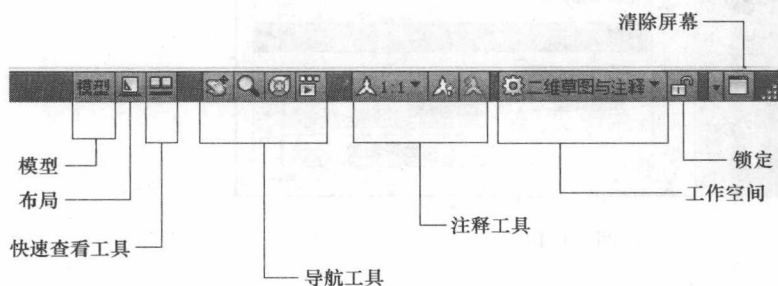 清除屏幕
模型 1:1 二维草图与注释
模型
锁定
布局
工作空间
注释工具
快速查看工具
导航工具